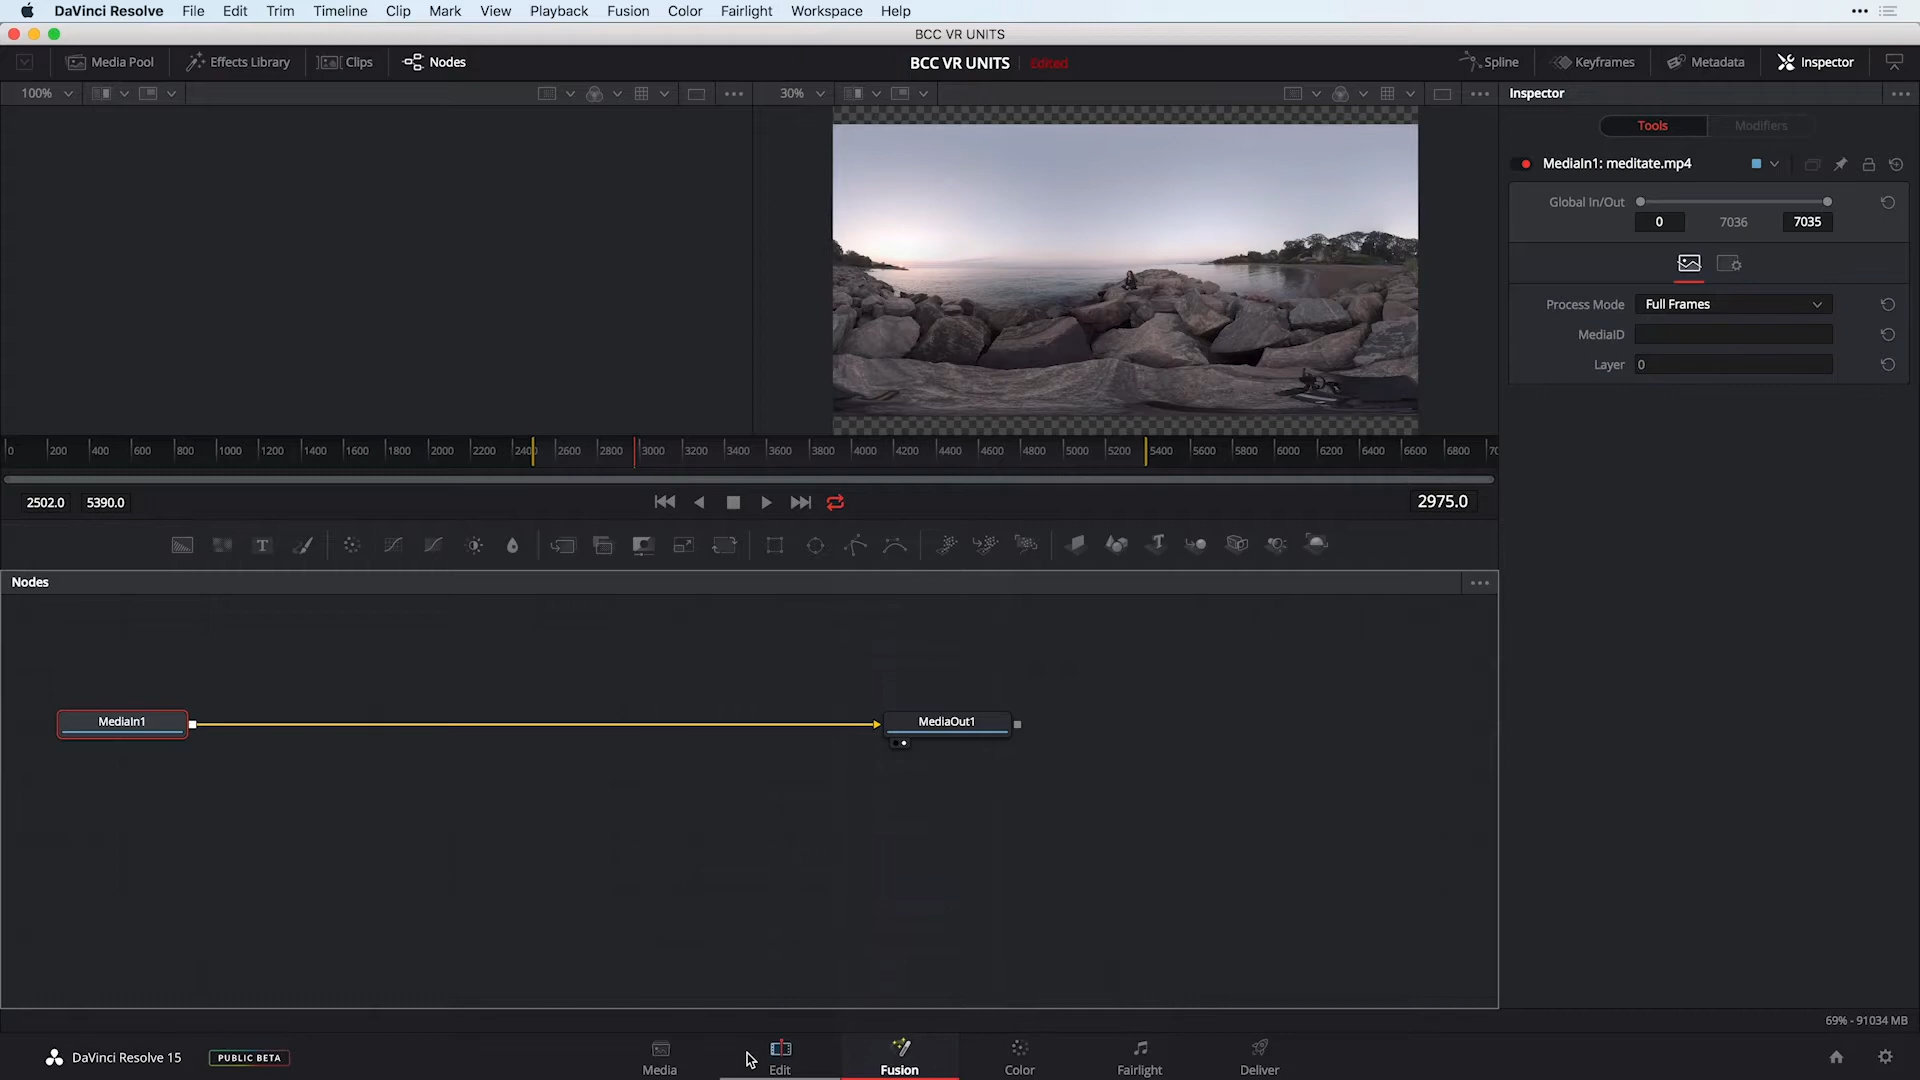 DaVinci Resolve File Edit Trim Timeline Clip Mark View Playback Fusion Color Fairlight Workspace Help
BCC VR UNITS
Media Pool Effects Library Clips Nodes BCC VR UNITS Edited Spline Keyframes Metadata Inspector
100% 30% Inspector
Tools Modifiers
MediaIn1: meditate.mp4
Global In/Out
0 7036 7035
Process Mode Full Frames
MediaID
Layer 0
0 200 400 600 800 1000 1200 1400 1600 1800 2000 2200 2400 2600 2800 3000 3200 3400 3600 3800 4000 4200 4400 4600 4800 5000 5200 5400 5600 5800 6000 6200 6400 6600 6800
2502.0 5390.0 2975.0
Nodes
MediaIn1 MediaOut1
69% - 91034 MB
DaVinci Resolve 15 PUBLIC BETA Media Edit Fusion Color Fairlight Deliver